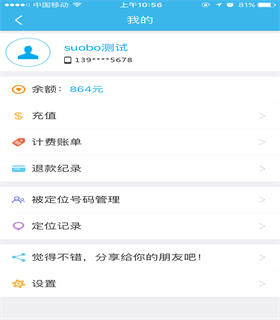 中国移动 上午10:56 81%
我的
suobo测试
139****5678
余额： 864元
充值
计费账单
退款纪录
被定位号码管理
定位记录
觉得不错，分享给你的朋友吧！
设置